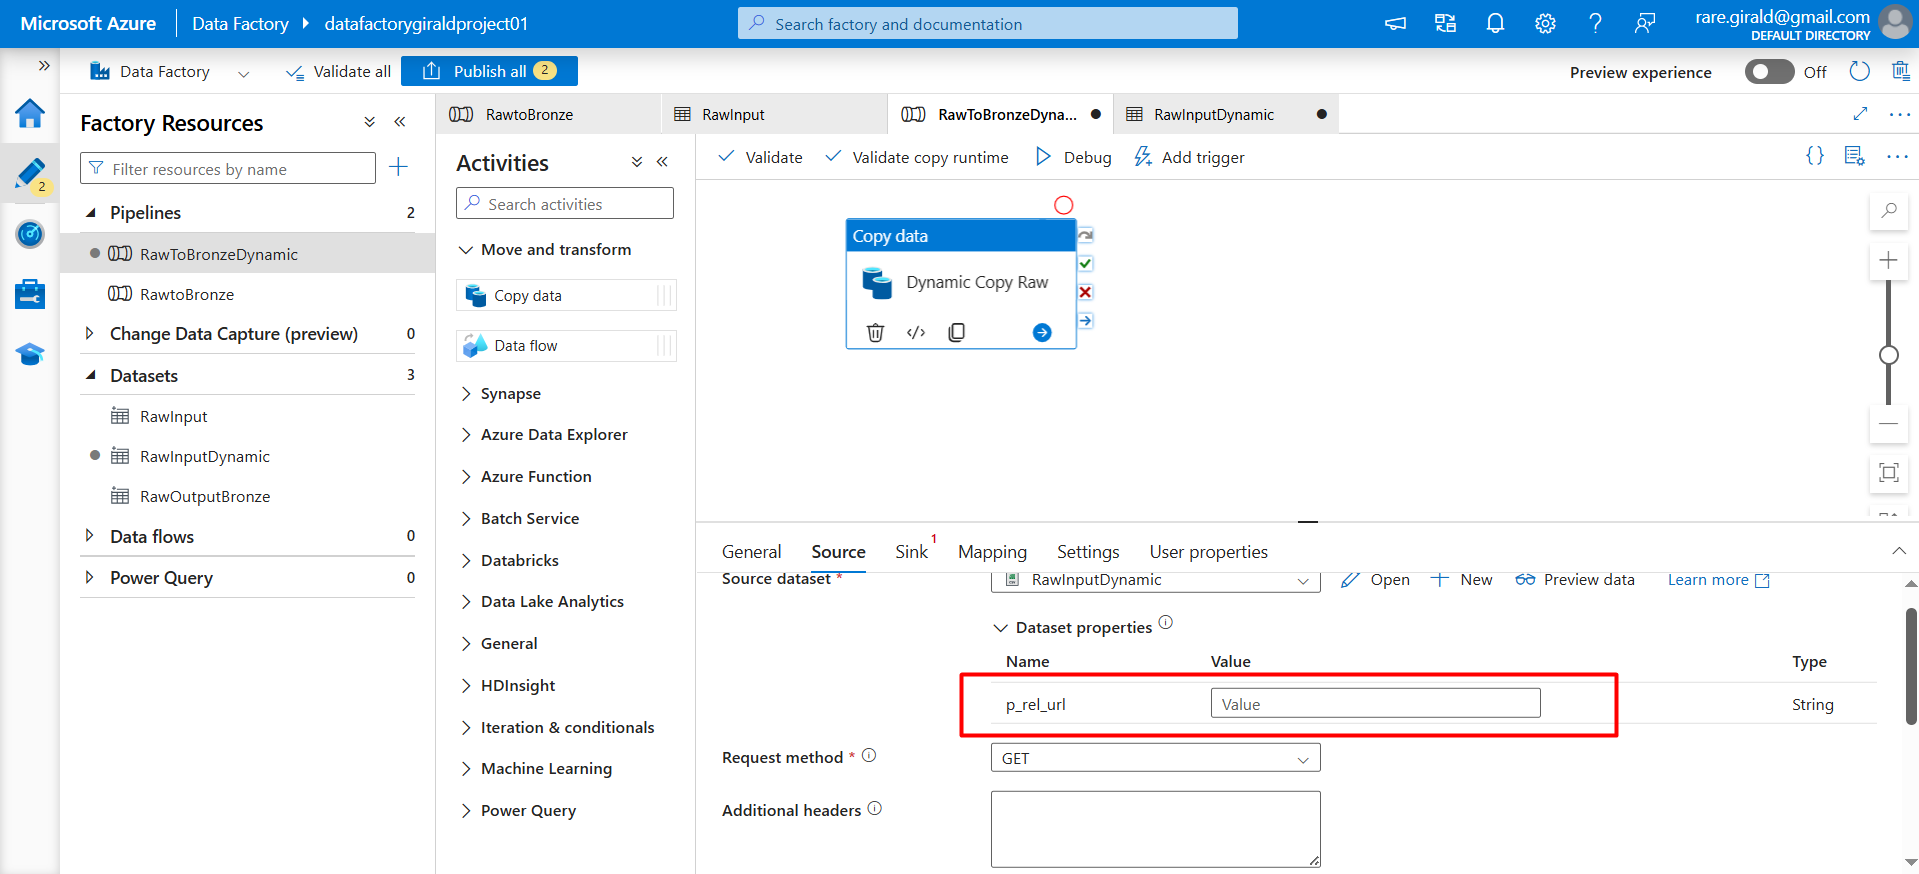 Microsoft Azure
Data Factory
datafactorygiraldproject01
Search factory and documentation
rare.girald@gmail.com
DEFAULT DIRECTORY
Data Factory
Validate all
Publish all 2
Preview experience
Off
2
Factory Resources
Filter resources by name
Pipelines 2
RawToBronzeDynamic
RawtoBronze
Change Data Capture (preview) 0
Datasets 3
RawInput
RawInputDynamic
RawOutputBronze
Data flows 0
Power Query 0
RawtoBronze
RawInput
RawToBronzeDyna...
RawInputDynamic
Activities
Search activities
Move and transform
Copy data
Data flow
Synapse
Azure Data Explorer
Azure Function
Batch Service
Databricks
Data Lake Analytics
General
HDInsight
Iteration & conditionals
Machine Learning
Power Query
Validate
Validate copy runtime
Debug
Add trigger
Copy data
Dynamic Copy Raw
General
Source
Sink 1
Mapping
Settings
User properties
Source dataset *
RawInputDynamic
Open
New
Preview data
Learn more
Dataset properties
Name Value Type
p_rel_url Value String
Request method *
GET
Additional headers